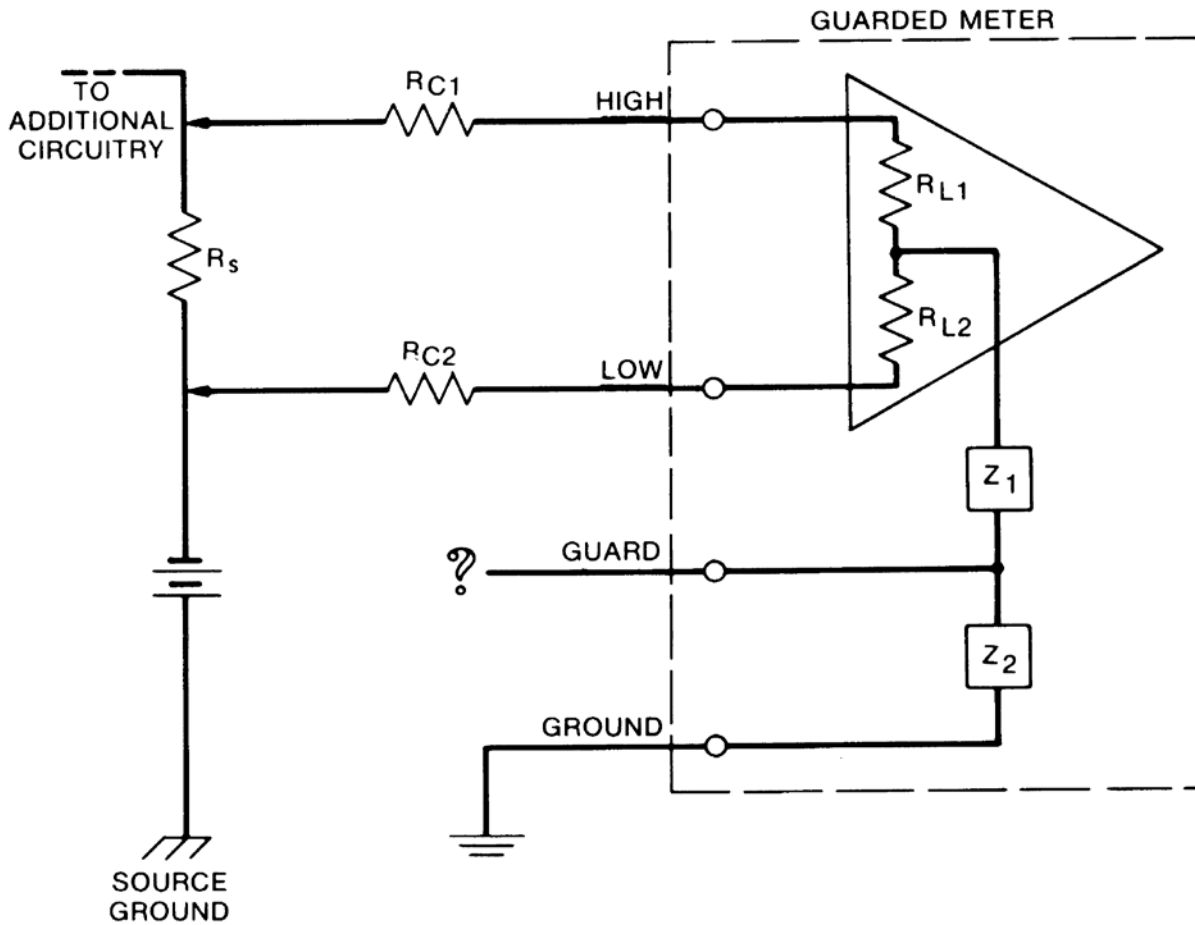 GUARDED METER
TO
ADDITIONAL
CIRCUITRY
RC1
HIGH
RL1
Rs
RL2
RC2
LOW
Z1
?
GUARD
Z2
GROUND
SOURCE
GROUND